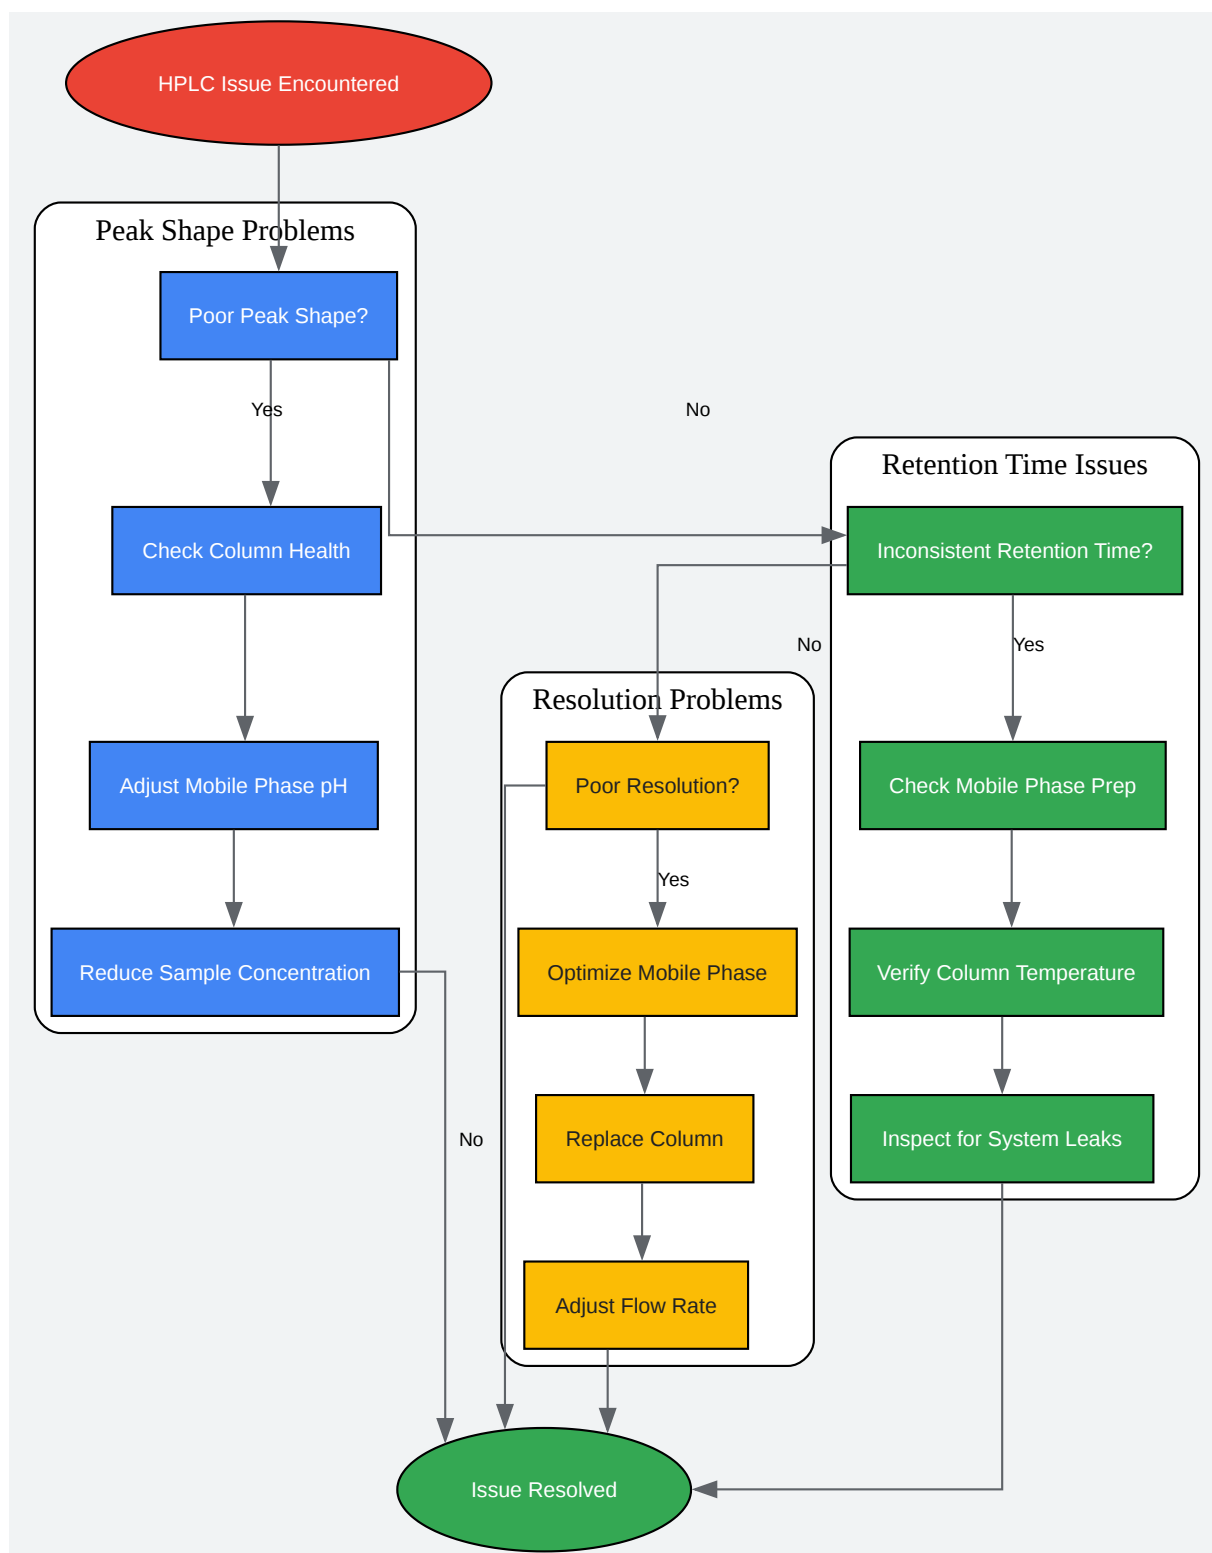 HPLC Issue Encountered
Peak Shape Problems
Poor Peak Shape?
Yes
No
Retention Time Issues
Check Column Health
Inconsistent Retention Time?
No
Yes
Resolution Problems
Adjust Mobile Phase pH
Poor Resolution?
Check Mobile Phase Prep
Yes
Reduce Sample Concentration
Optimize Mobile Phase
Verify Column Temperature
No
Replace Column
Inspect for System Leaks
Adjust Flow Rate
Issue Resolved